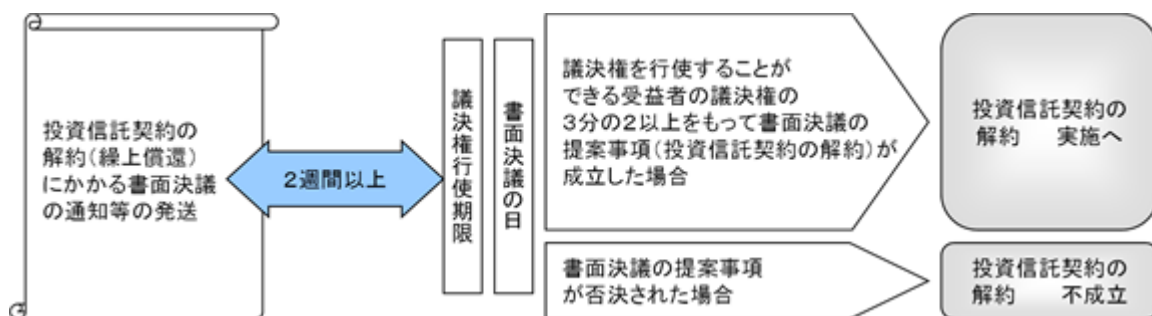 投資信託契約の
解約(繰上償還)
にかかる書面決議
の通知等の発送
2週間以上
議決権行使期限
書面決議の日
議決権を行使することが
できる受益者の議決権の
3分の2以上をもって書面決議の
提案事項(投資信託契約の解約)が
成立した場合
投資信託契約の
解約　実施へ
書面決議の提案事項
が否決された場合
投資信託契約の
解約　不成立